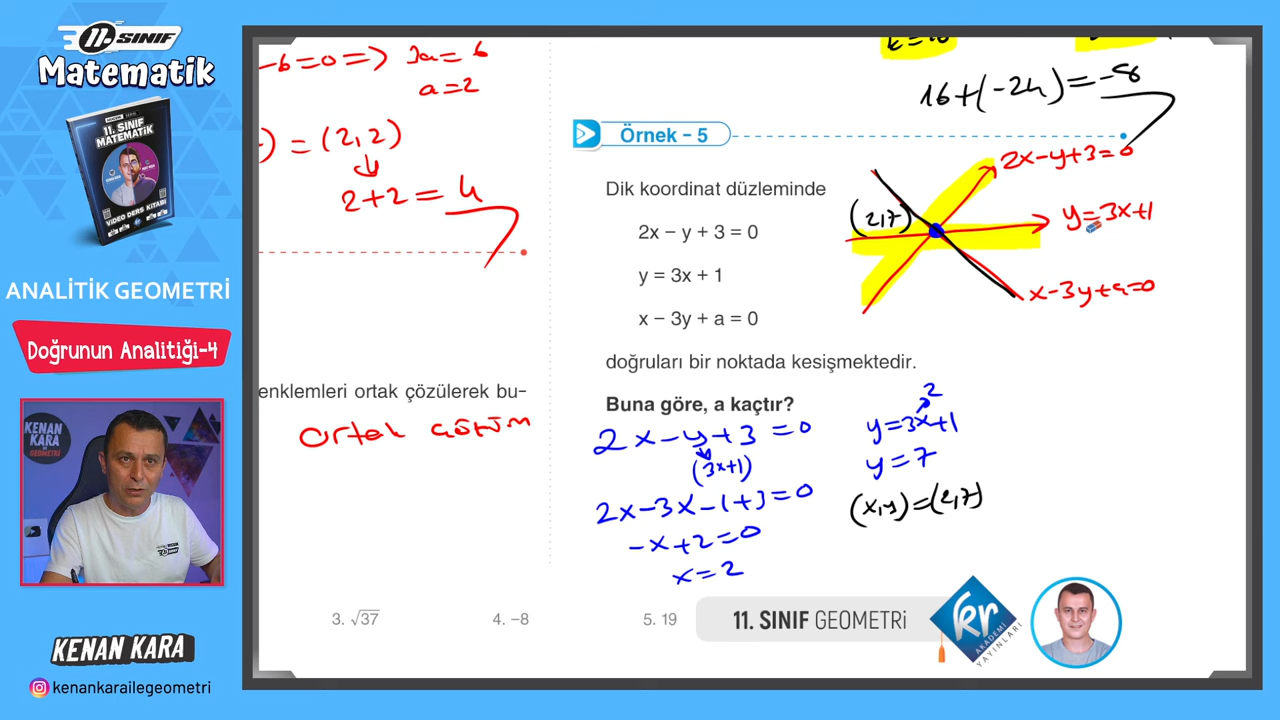 11. SINIF
Matematik
11. SINIF
MATEMATİK
VİDEO DERS KİTABI
ANALİTİK GEOMETRİ
Doğrunun Analitiği-4
KENAN
KARA
İLE
GEOMETRİ
11. SINIF
KENAN KARA
kenankarailegeometri
-6=0=> 3a=6
a=2
) = (2,2)
2+2=4
enklemleri ortak çözülerek bu-
ortak çözüm
3. √37
4. –8
5. 19
16+(-24)=-8
Örnek - 5
Dik koordinat düzleminde
2x – y + 3 = 0
y = 3x + 1
x – 3y + a = 0
doğruları bir noktada kesişmektedir.
Buna göre, a kaçtır?
2x-y+3=0
y=3x+1
x-3y+a=0
(2,7)
2x-y+3=0
(3x+1)
2x-3x-1+3=0
-x+2=0
x=2
2
y=3x+1
y=7
(x,y)=(2,7)
11. SINIF GEOMETRİ
kr
AKADEMİ
YAYINLARI